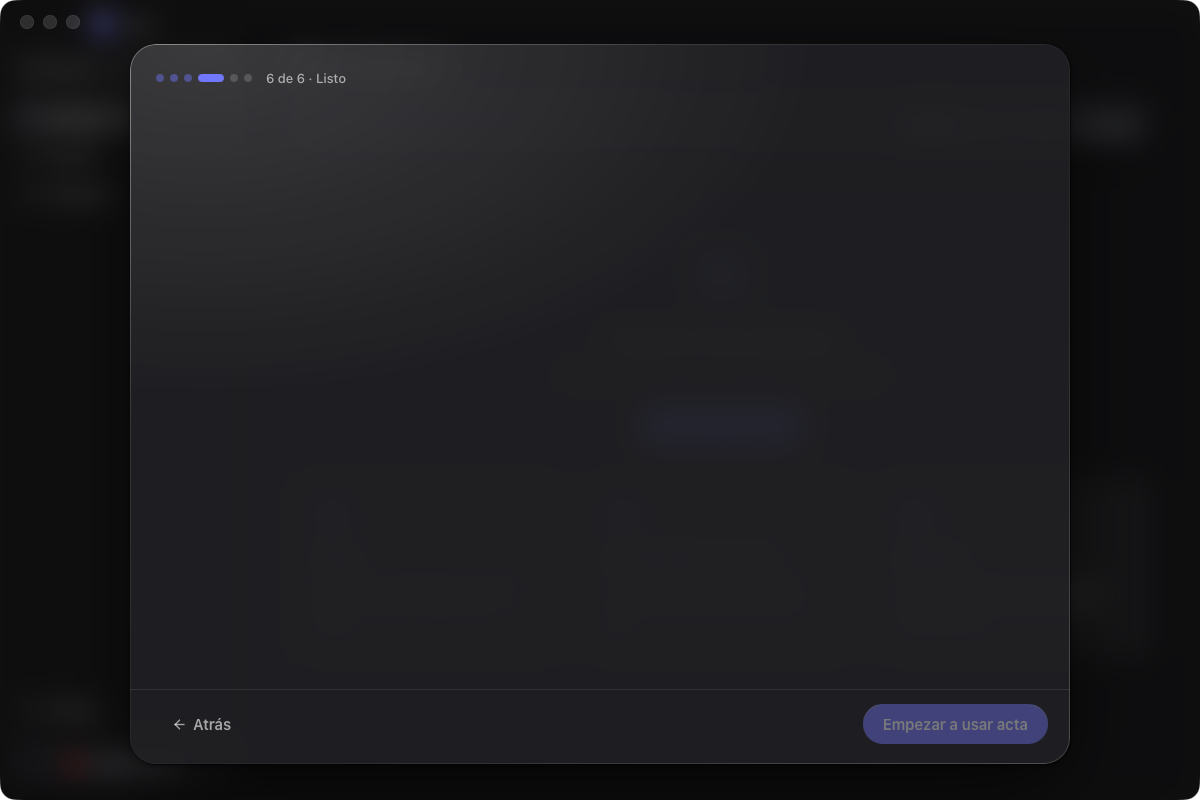 6 de 6 · Listo
← Atrás
Empezar a usar acta